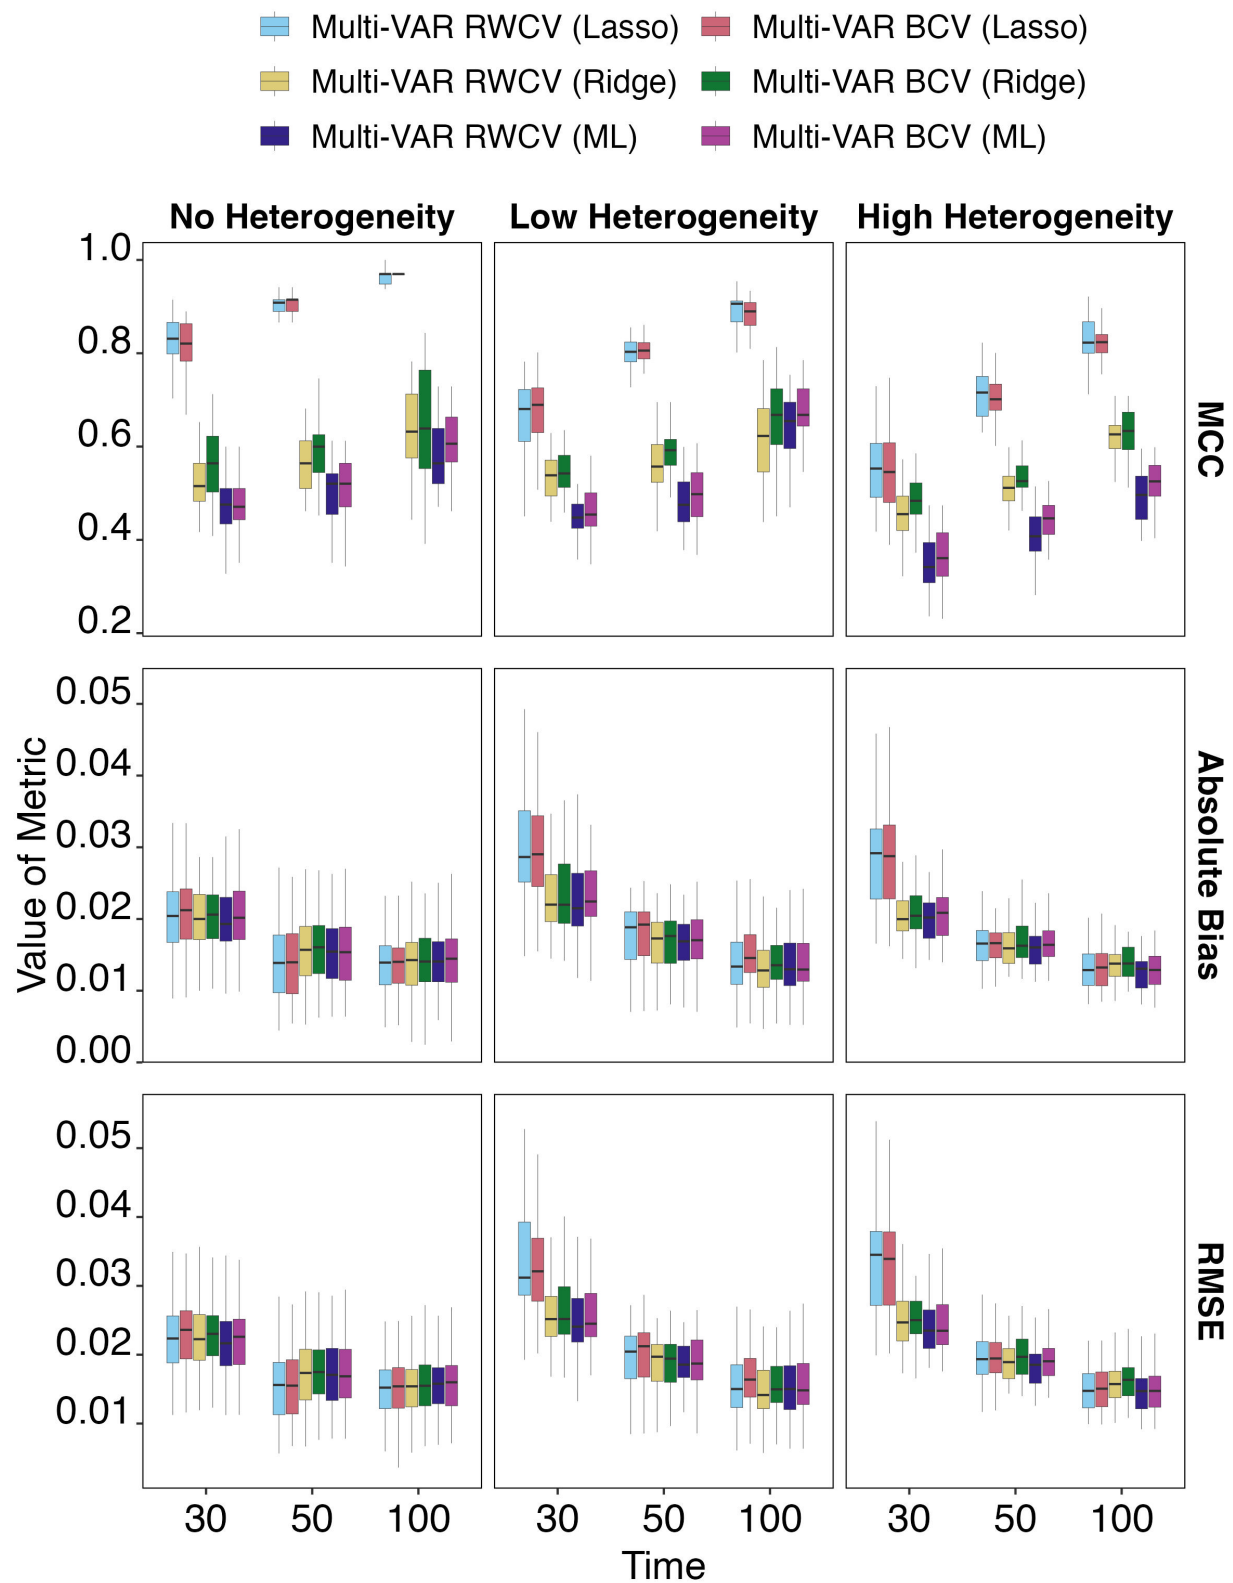 Multi-VAR RWCV (Lasso) Multi-VAR BCV (Lasso)
Multi-VAR RWCV (Ridge) Multi-VAR BCV (Ridge)
Multi-VAR RWCV (ML) Multi-VAR BCV (ML)
No Heterogeneity Low Heterogeneity High Heterogeneity
1.0
0.8
0.6
0.4
0.2
MCC
0.05
0.04
0.03
0.02
0.01
0.00
Absolute Bias
Value of Metric
0.05
0.04
0.03
0.02
0.01
RMSE
30 50 100 30 50 100 30 50 100
Time